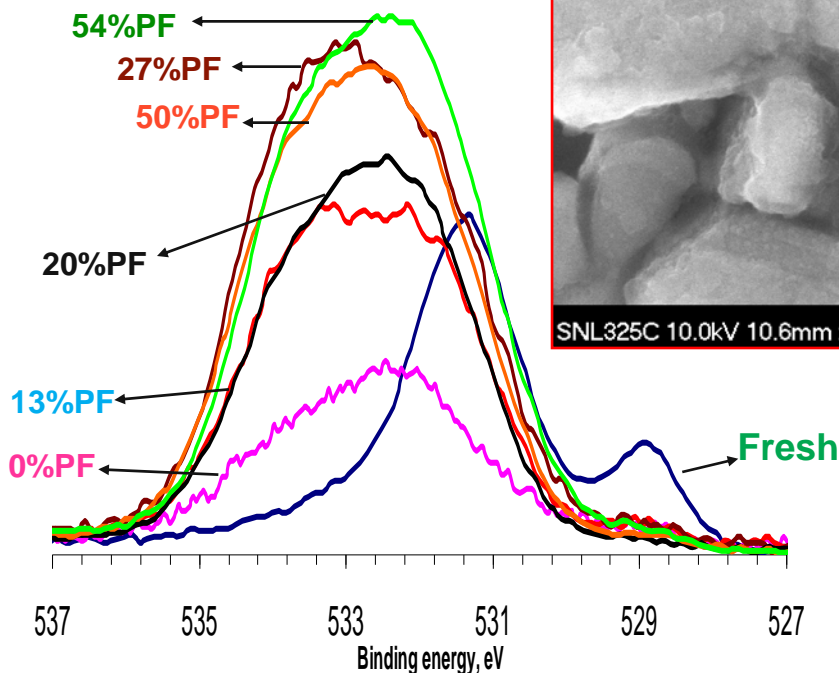 54%PF
27%PF
50%PF
20%PF
13%PF
0%PF
Fresh
SNL325C 10.0kV 10.6mm
537 535 533 531 529 527
Binding energy, eV